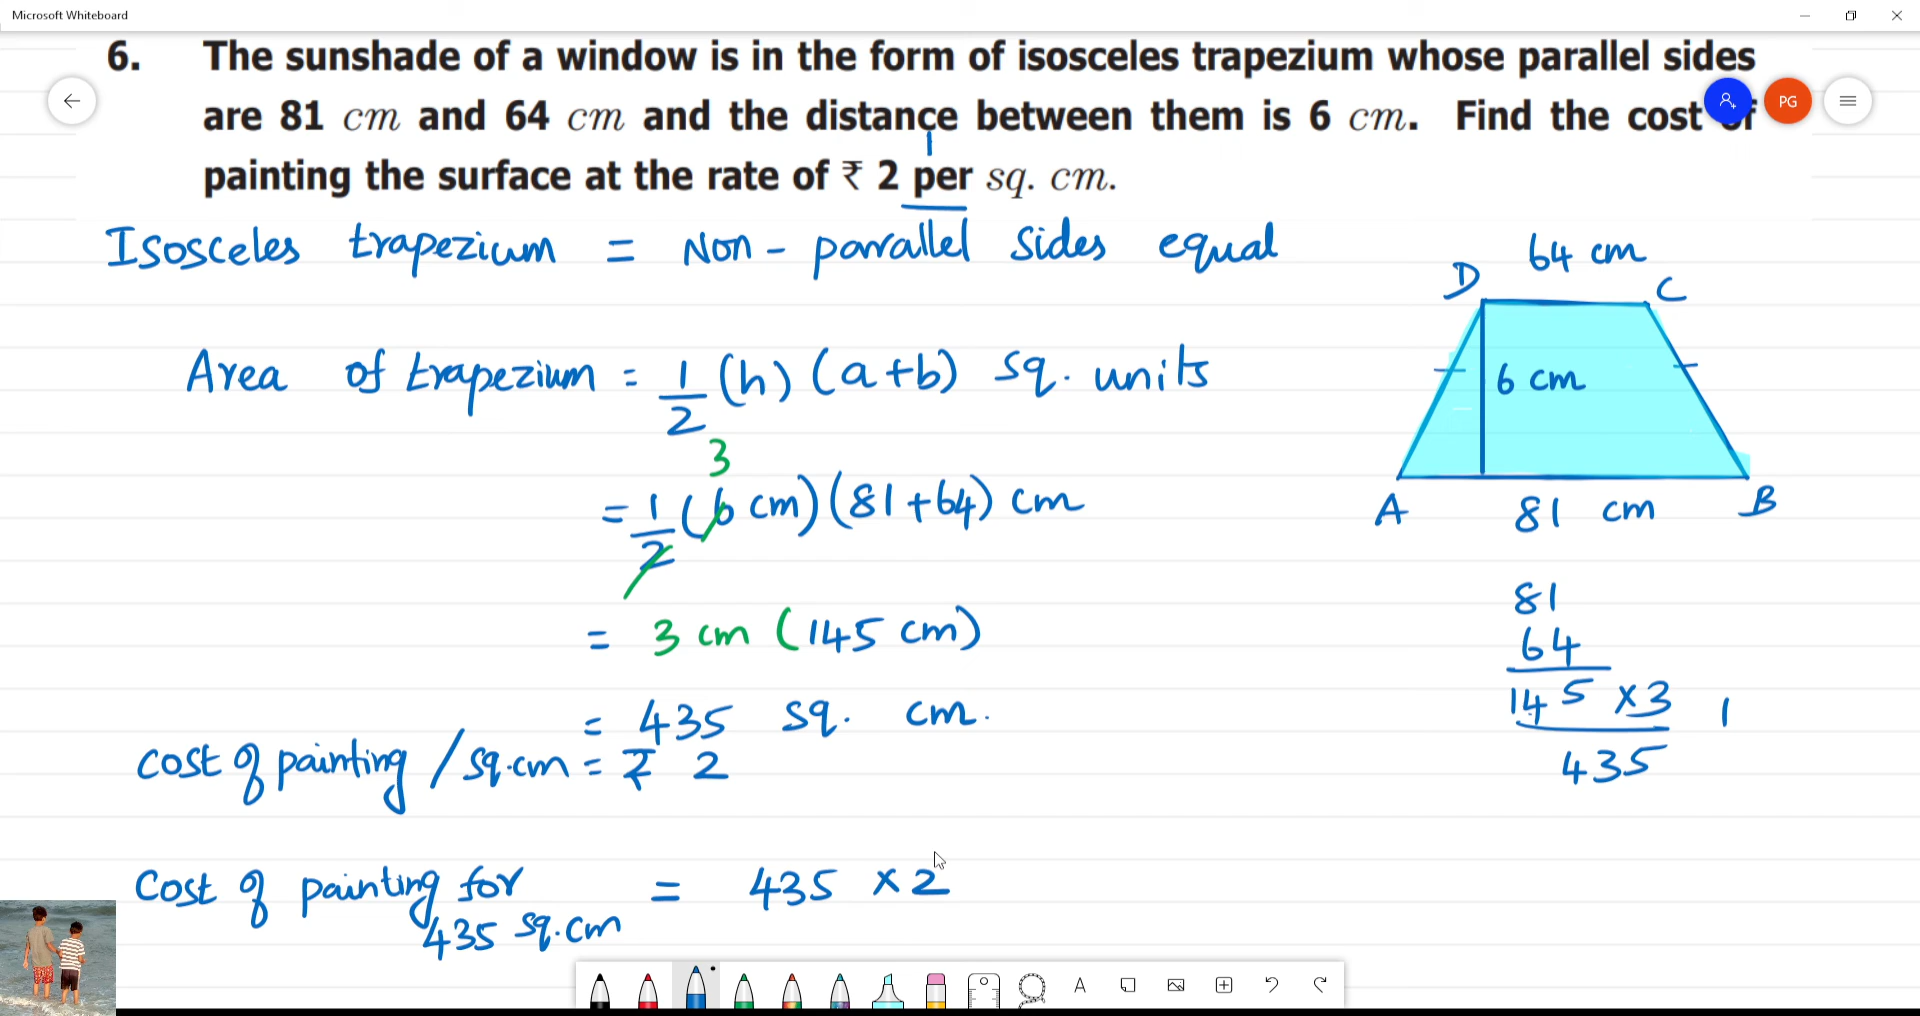 Microsoft Whiteboard
6. The sunshade of a window is in the form of isosceles trapezium whose parallel sides
are 81 cm and 64 cm and the distance between them is 6 cm. Find the cost of
PG
painting the surface at the rate of ₹ 2 per sq. cm.
Isosceles trapezium = Non - parallel sides equal
64 cm
D C
Area of trapezium = 1/2 (h) (a+b) sq. units
6 cm
3
= 1/2 (6 cm) (81+64) cm
A 81 cm B
81
64
= 3 cm (145 cm)
145 x3 1
= 435 sq. cm.
435
Cost of painting / sq.cm = ₹ 2
Cost of painting for = 435 x 2
435 sq.cm
A